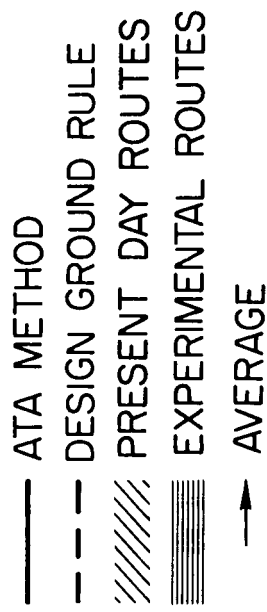 ATA METHOD
DESIGN GROUND RULE
PRESENT DAY ROUTES
EXPERIMENTAL ROUTES
AVERAGE